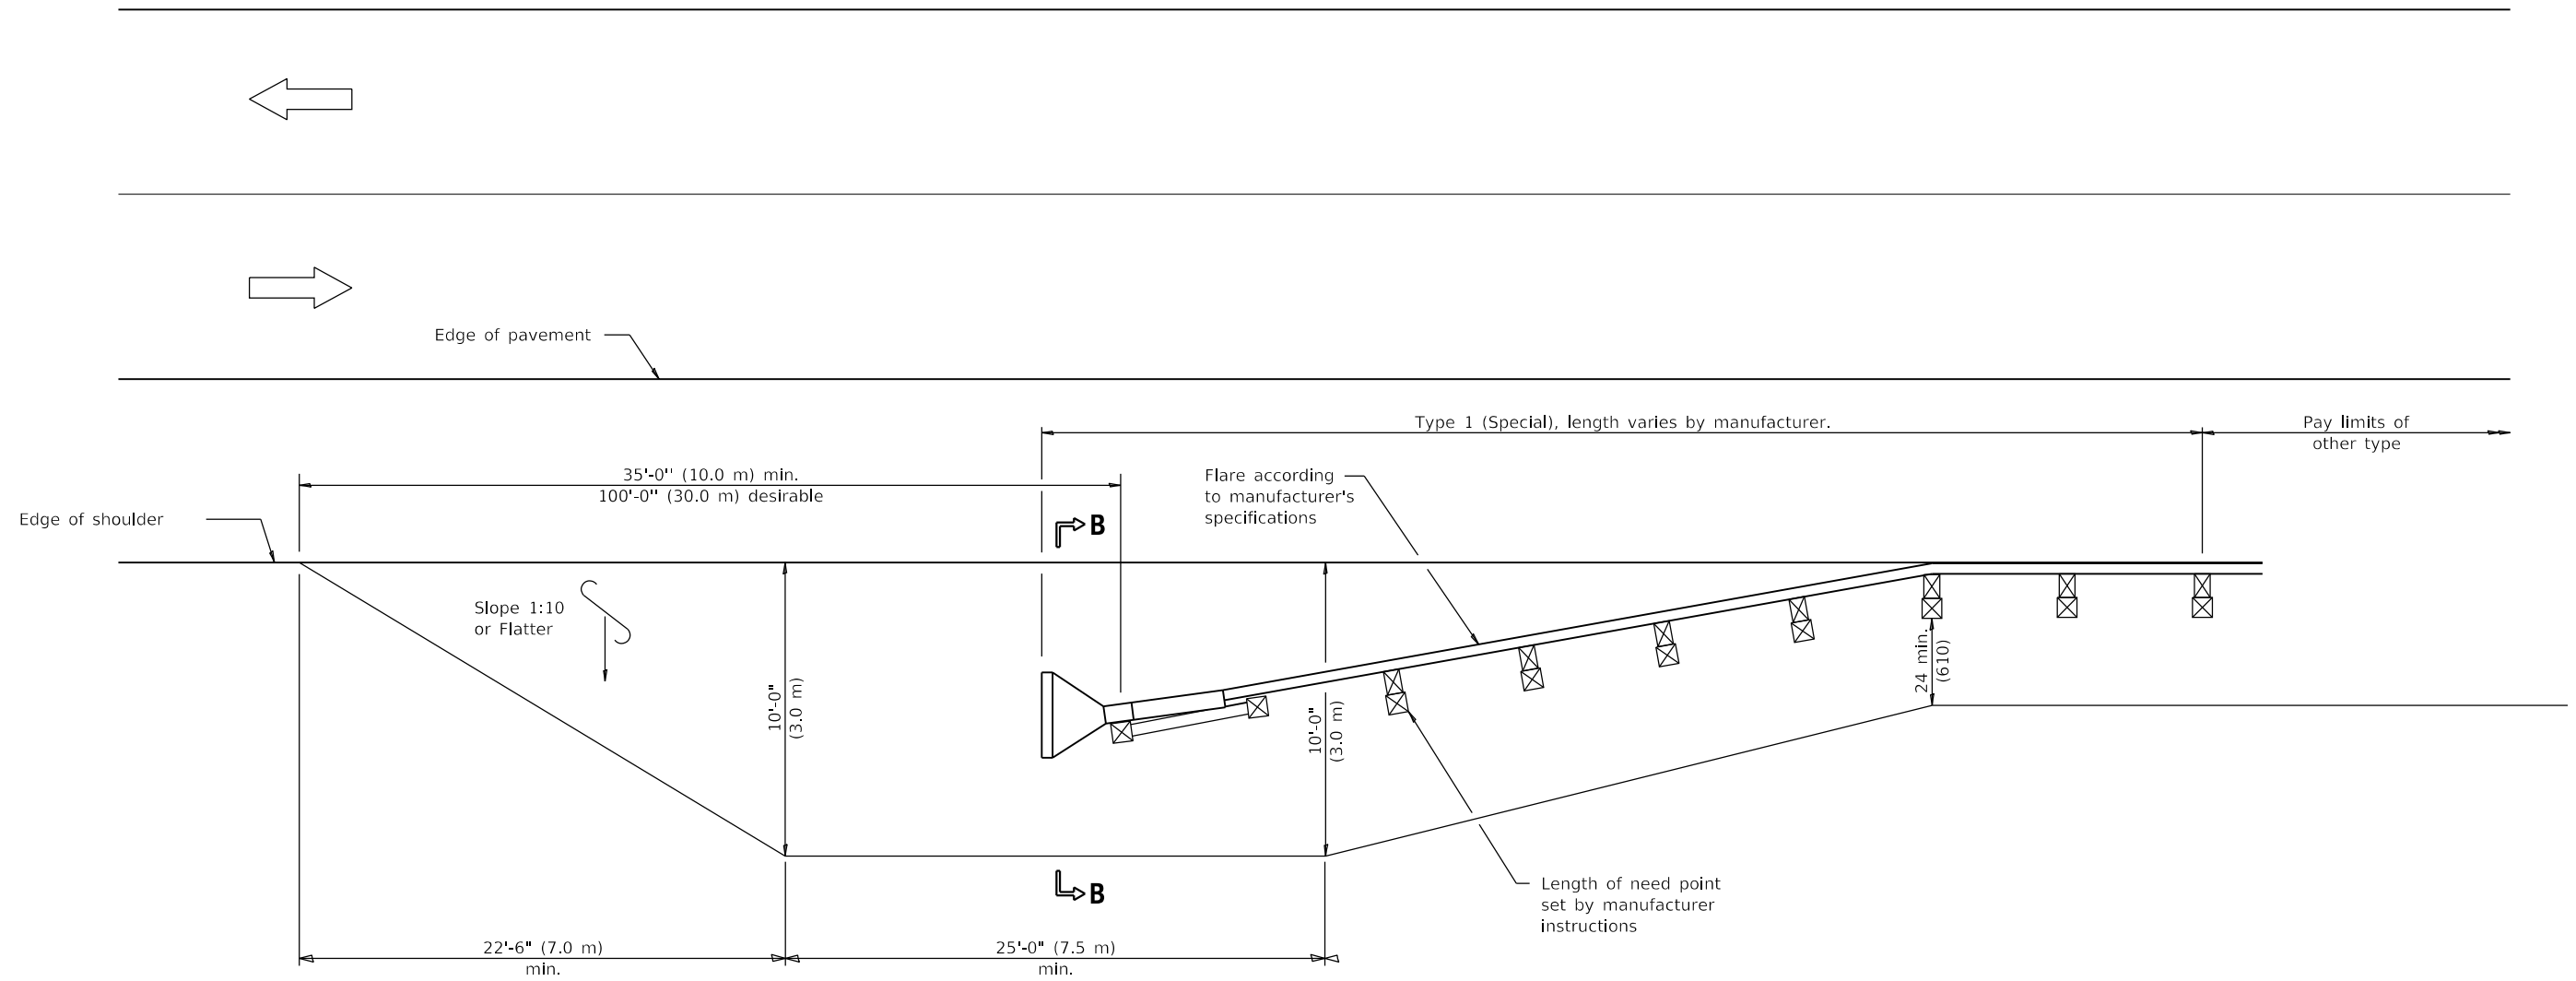 Edge of pavement
Type 1 (Special), length varies by manufacturer.
Pay limits of
other type
35'-0'' (10.0 m) min.
100'-0'' (30.0 m) desirable
Flare according
to manufacturer's
specifications
Edge of shoulder
B
Slope 1:10
or Flatter
10'-0"
(3.0 m)
10'-0"
(3.0 m)
24 min.
(610)
B
Length of need point
set by manufacturer
instructions
22'-6" (7.0 m)
min.
25'-0" (7.5 m)
min.